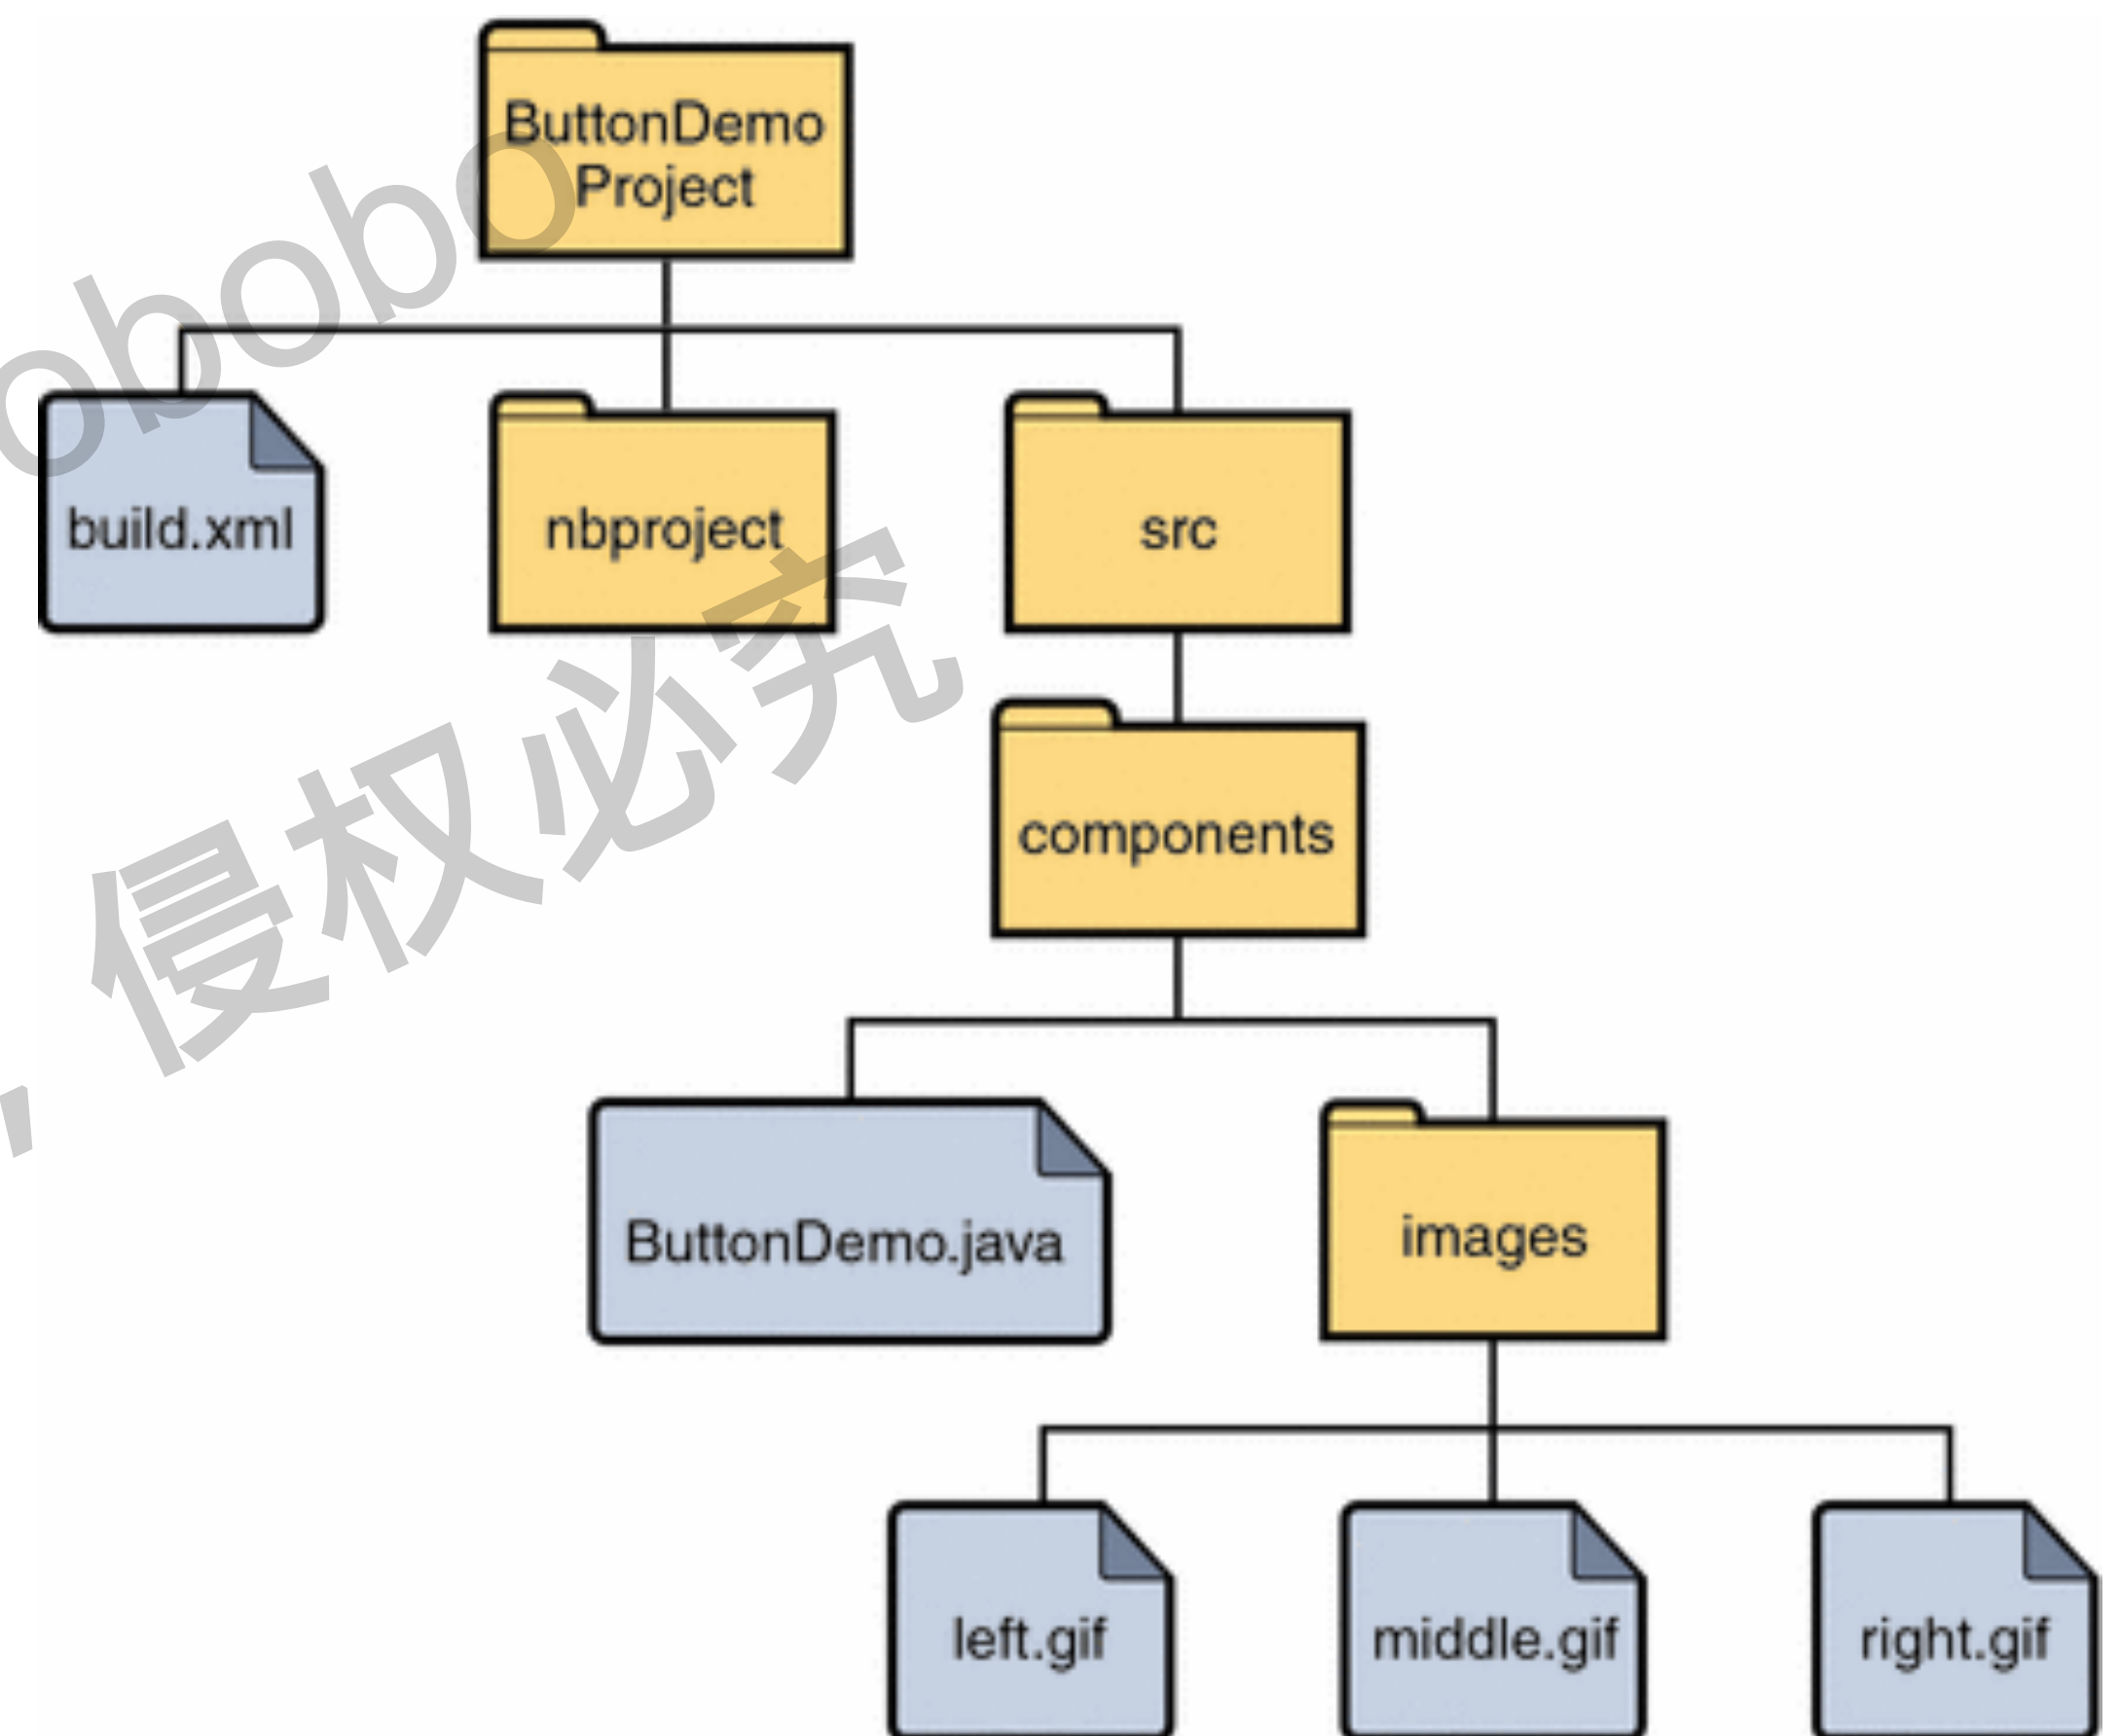 ButtonDemo
Project
obobo
build.xml
nbproject
src
，侵权必究
components
ButtonDemo.java
images
left.gif
middle.gif
right.gif